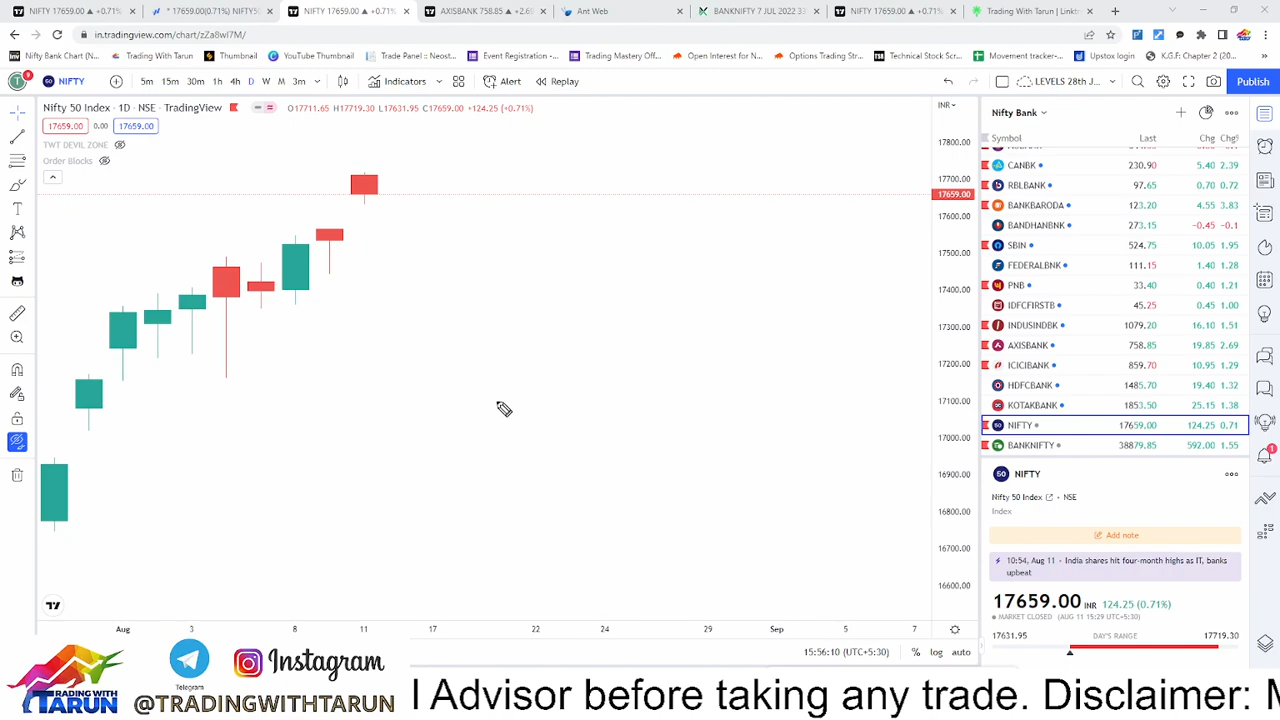 NIFTY 17659.00 ▲ +0.71%
* 17659.00(0.71%) NIFTY50
NIFTY 17659.00 ▲ +0.71%
AXISBANK 758.85 ▲ +2.6
Ant Web
BANKNIFTY 7 JUL 2022 33
NIFTY 17659.00 ▲ +0.71%
Trading With Tarun | Linkt
in.tradingview.com/chart/zZa8wI7M/
Nifty Bank Chart (N...
Trading With Tarun
Thumbnail
YouTube Thumbnail
Trade Panel :: Neost...
Event Registration -...
Trading Mastery Off...
Open Interest | Nift...
Options Trading Str...
Technical Stock Scr...
Movement tracker-...
Upstox login
K.G.F: Chapter 2 (20...
9 NIFTY 5m 15m 30m 1h 4h D W M 3m Indicators Alert Replay LEVELS 28th J... Publish
Nifty 50 Index · 1D · NSE · TradingView O17711.65 H17719.30 L17631.95 C17659.00 +124.25 (+0.71%)
17659.00 0.00 17659.00
TWT DEVIL ZONE
Order Blocks
INR
17800.00
17700.00
17659.00
17600.00
17500.00
17400.00
17300.00
17200.00
17100.00
17000.00
16900.00
16800.00
16700.00
16600.00
Aug 3 8 11 17 22 24 29 Sep 5 7
15:56:10 (UTC+5:30) % log auto
Nifty Bank
Symbol Last Chg Chg%
CANBK 230.90 5.40 2.39
RBLBANK 97.65 0.70 0.72
BANKBARODA 123.20 4.55 3.83
BANDHANBNK 273.15 −0.45 −0.1
SBIN 524.75 10.05 1.95
FEDERALBNK 111.15 1.40 1.28
PNB 33.40 0.40 1.21
IDFCFIRSTB 45.25 0.45 1.00
INDUSINDBK 1079.20 16.10 1.51
AXISBANK 758.85 19.85 2.69
ICICIBANK 859.70 10.95 1.29
HDFCBANK 1485.70 19.40 1.32
KOTAKBANK 1853.50 25.15 1.38
NIFTY 17659.00 124.25 0.71
BANKNIFTY 38879.85 592.00 1.55
50 NIFTY
Nifty 50 Index · NSE
Index
Add note
10:54, Aug 11 · India shares hit four-month highs as IT, banks
upbeat
17659.00 INR 124.25 (0.71%)
MARKET CLOSED (AUG 11 15:29 UTC+5:30)
17631.95 DAY'S RANGE 17719.30
1
TRADING WITH
TARUN
Telegram
Instagram
@TRADINGWITHTARUN
l Advisor before taking any trade. Disclaimer: M